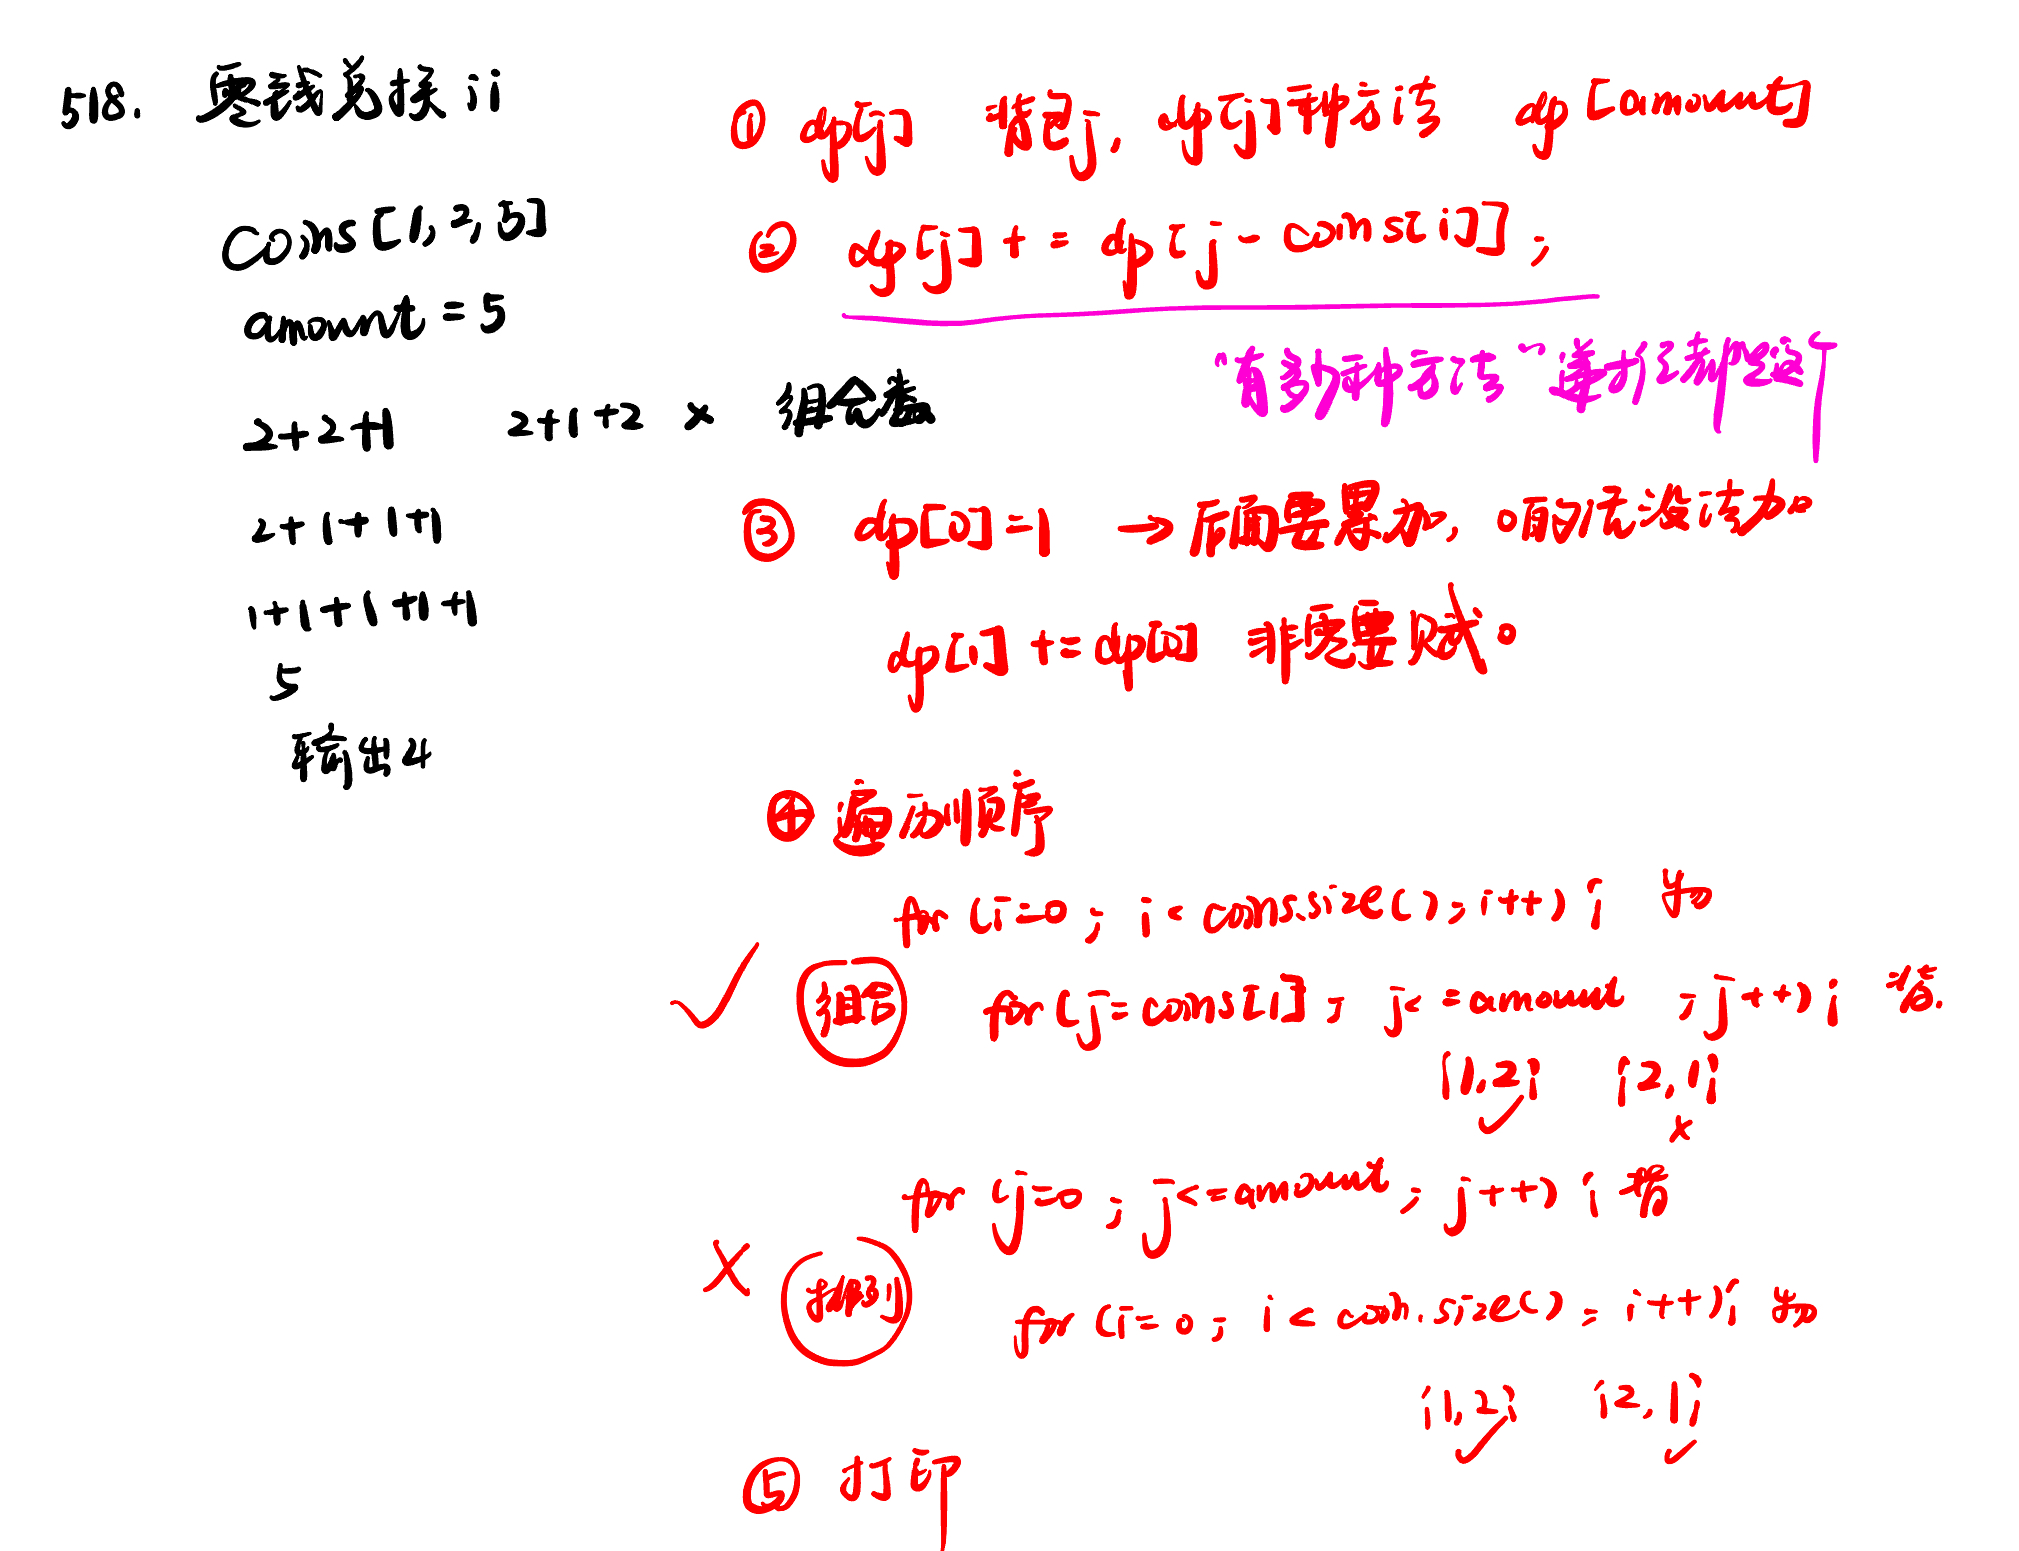 518. 零钱兑换 ii
coins [1, 2, 5]
amount = 5
2+2+1 2+1+2 × 组合数
2+1+1+1
1+1+1+1+1
5
输出4
① dp[j] 背包j, dp[j]种方法 dp[amount]
② dp[j] += dp[j-coins[i]];
“有多少种方法”递推都是这个
③ dp[0]=1 → 后面要累加, 0的话没法加
dp[1] += dp[0] 非零要赋。
④ 遍历顺序
for (i=0; i<coins.size(); i++) { 物
✓ 组合 for (j=coins[i]; j<=amount ; j++) { 背.
{1,2} ✓ {2,1} ×
for (j=0; j<=amount; j++) { 背
× 排列 for (i=0; i<coin.size(); i++) { 物
{1,2} ✓ {2,1} ✓
⑤ 打印